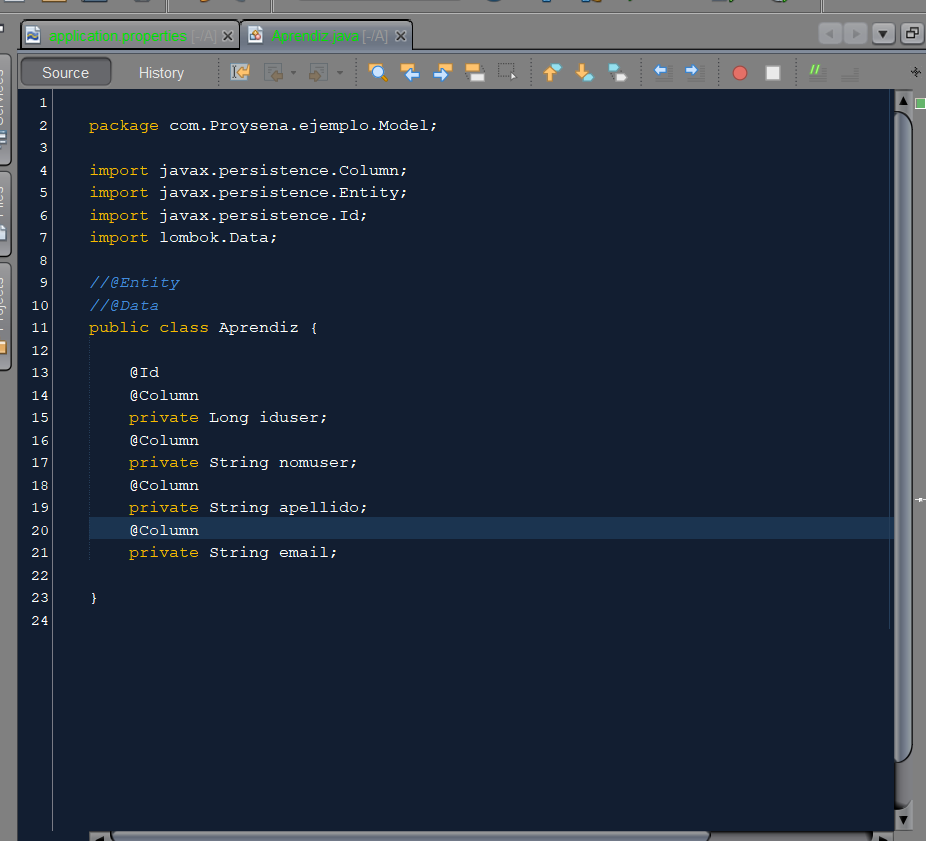 application.properties [-/A]
Aprendiz.java [-/A]
Source
History
1
2 package com.Proysena.ejemplo.Model;
3
4 import javax.persistence.Column;
5 import javax.persistence.Entity;
6 import javax.persistence.Id;
7 import lombok.Data;
8
9 //@Entity
10 //@Data
11 public class Aprendiz {
12
13 @Id
14 @Column
15 private Long iduser;
16 @Column
17 private String nomuser;
18 @Column
19 private String apellido;
20 @Column
21 private String email;
22
23 }
24